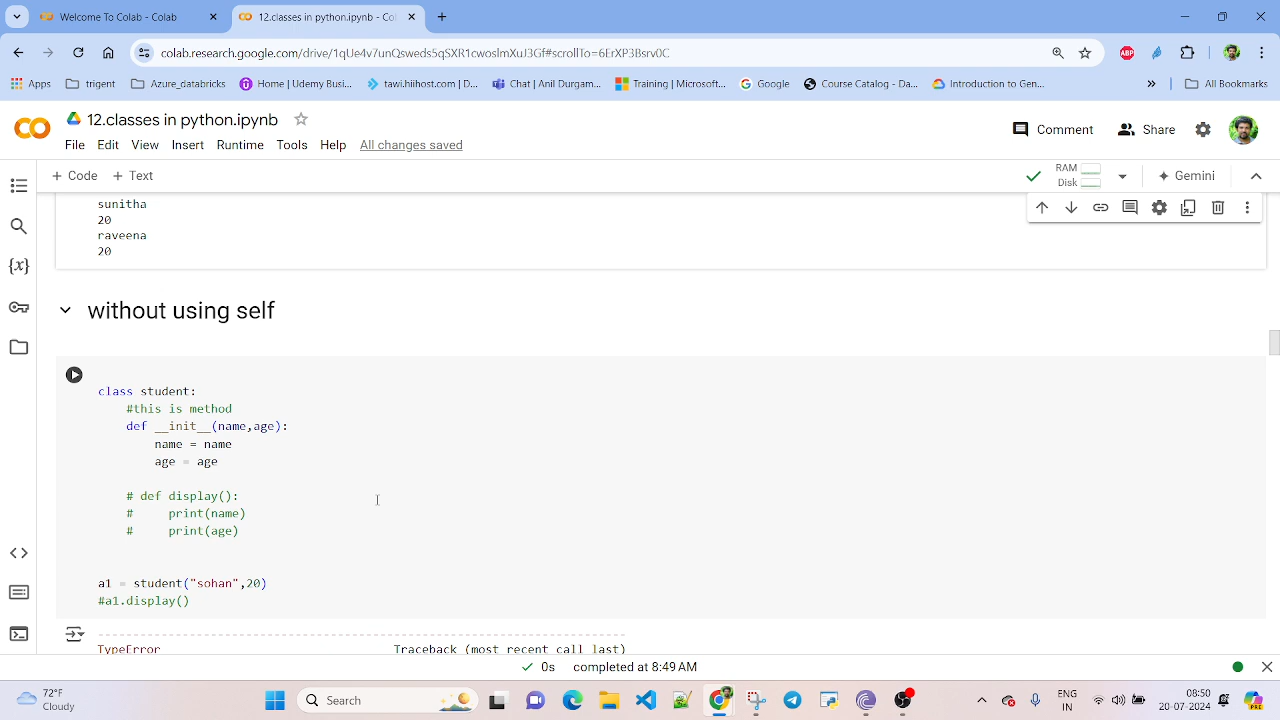 Welcome To Colab - Colab
12.classes in python.ipynb - Col
colab.research.google.com/drive/1qUe4v7unQsweds5qSXR1cwoslmXuJ3Gf#scrollTo=6ErXP3Bsrv0C
Apps
trigent
Azure_dabricks
Home | Udemy Busi...
tawi.hiihost.com | D...
Chat | Anil Durgan...
Training | Microsoft...
Google
Course Catalog - Da...
Introduction to Gen...
»
All Bookmarks
ABP
CO
12.classes in python.ipynb
Comment
Share
File Edit View Insert Runtime Tools Help All changes saved
+ Code + Text
RAM
Disk
Gemini
sunitha
20
raveena
20
{x}
without using self
class student:
#this is method
def __init__(name,age):
name = name
age = age
# def display():
# print(name)
# print(age)
a1 = student("sohan",20)
#a1.display()
---------------------------------------------------------------------------
TypeError Traceback (most recent call last)
0s completed at 8:49 AM
72°F
Cloudy
Search
PRE
ENG
IN
08:50
20-07-2024